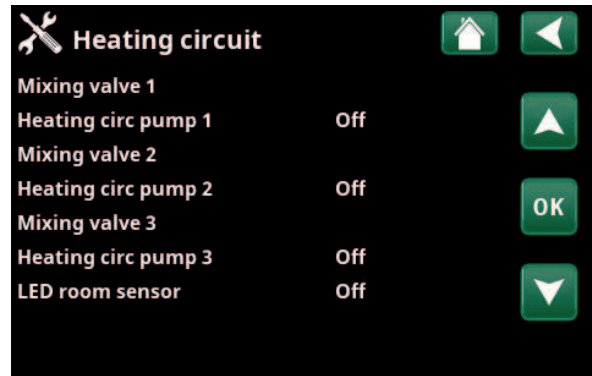 Heating circuit
Mixing valve 1
Heating circ pump 1 Off
Mixing valve 2
Heating circ pump 2 Off
Mixing valve 3
Heating circ pump 3 Off
LED room sensor Off
OK